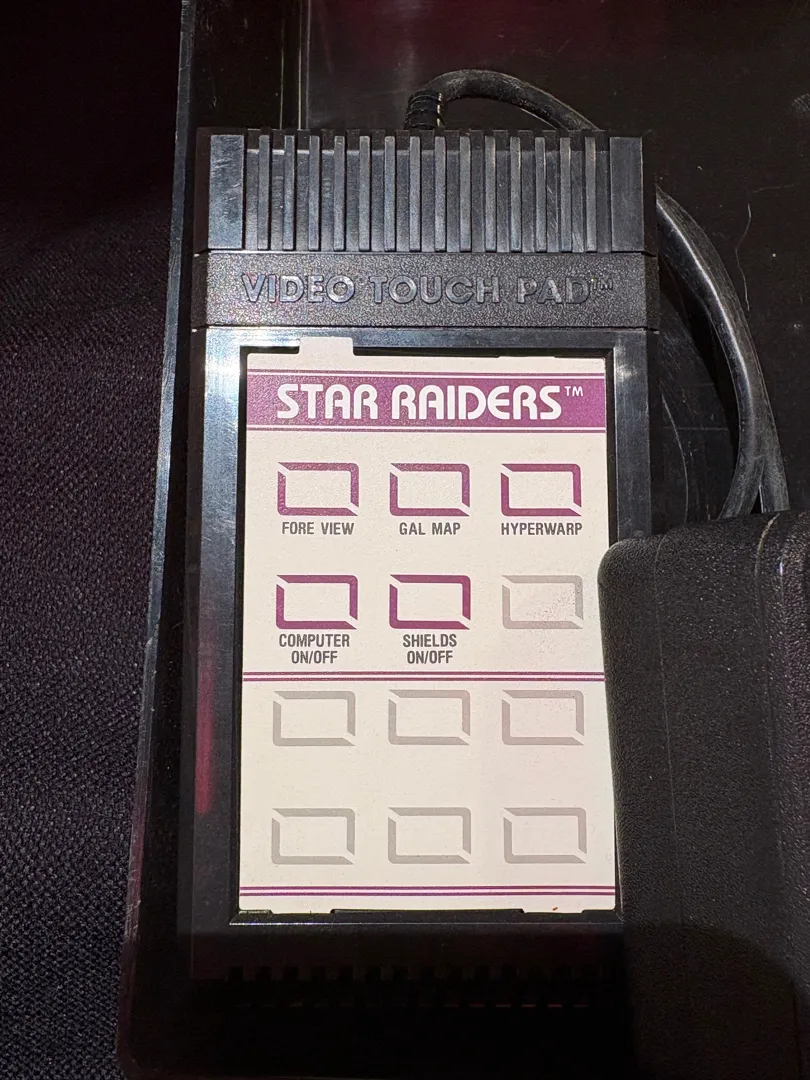 VIDEO TOUCH PAD™
STAR RAIDERS™
FORE VIEW GAL MAP HYPERWARP
COMPUTER ON/OFF
SHIELDS ON/OFF